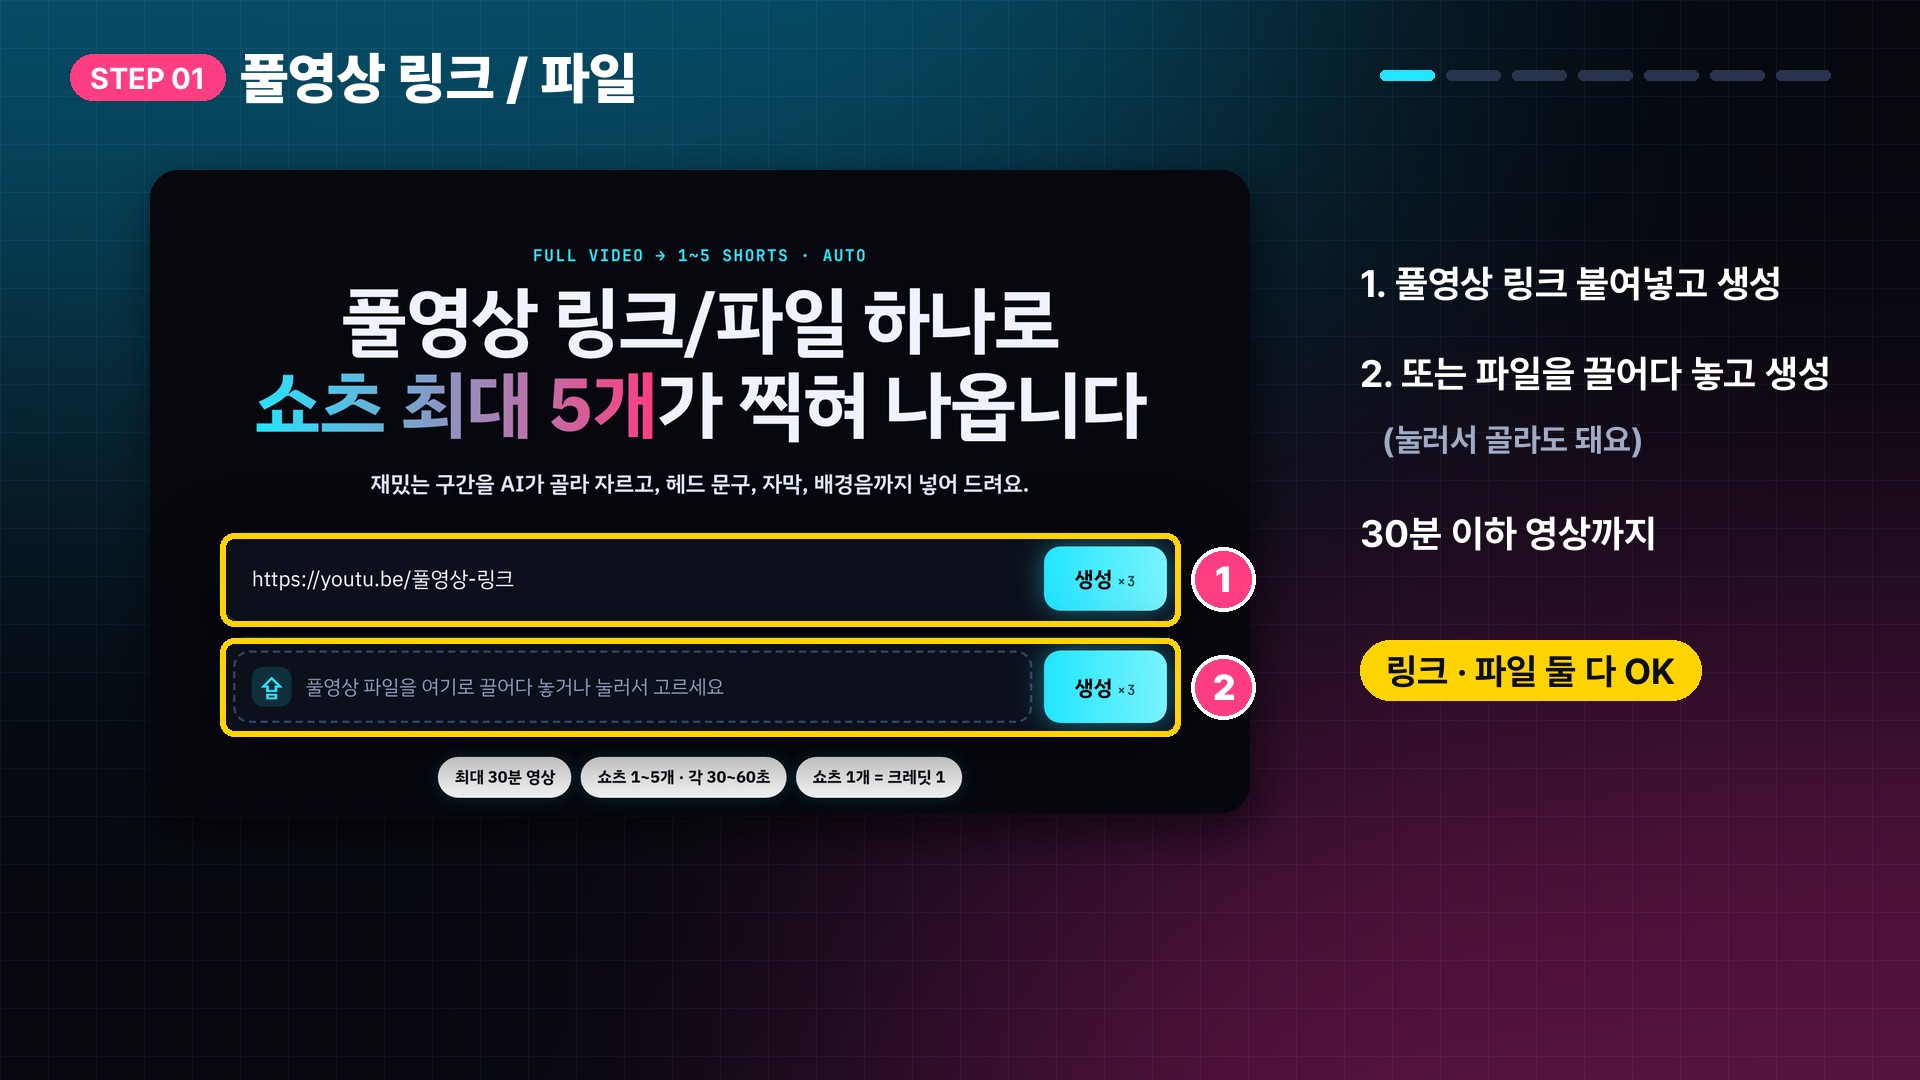 STEP 01 풀영상 링크 / 파일
FULL VIDEO → 1~5 SHORTS · AUTO
풀영상 링크/파일 하나로
쇼츠 최대 5개가 찍혀 나옵니다
재밌는 구간을 AI가 골라 자르고, 헤드 문구, 자막, 배경음까지 넣어 드려요.
https://youtu.be/풀영상-링크
생성 ×3
1
풀영상 파일을 여기로 끌어다 놓거나 눌러서 고르세요
생성 ×3
2
최대 30분 영상
쇼츠 1~5개 · 각 30~60초
쇼츠 1개 = 크레딧 1
1. 풀영상 링크 붙여넣고 생성
2. 또는 파일을 끌어다 놓고 생성
(눌러서 골라도 돼요)
30분 이하 영상까지
링크 · 파일 둘 다 OK